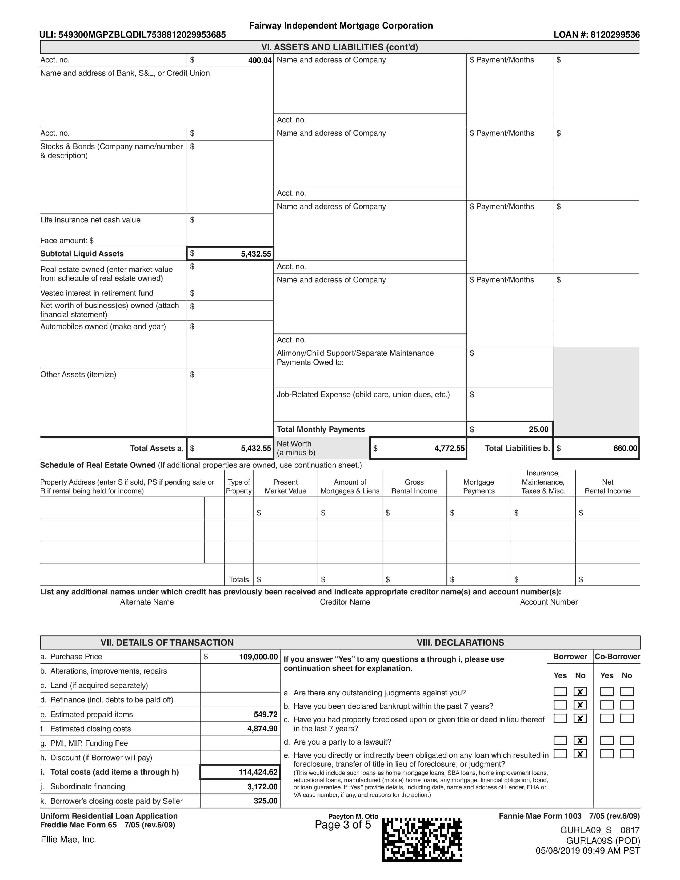 Fairway Independent Mortgage Corporation
ULI: 549300MGPZBLQDIL7538812029953685 LOAN #: 8120299536
VI. ASSETS AND LIABILITIES (cont'd)
Acct. no. $ 400.04 Name and address of Company $ Payment/Months $
Name and address of Bank, S&L, or Credit Union
Acct. no.
Acct. no. $ Name and address of Company $ Payment/Months $
Stocks & Bonds (Company name/number $
& description)
Acct. no.
Name and address of Company $ Payment/Months $
Life insurance net cash value $
Face amount: $
Subtotal Liquid Assets $ 5,432.55
Real estate owned (enter market value $ Acct. no.
from schedule of real estate owned) Name and address of Company $ Payment/Months $
Vested interest in retirement fund $
Net worth of business(es) owned (attach $
financial statement)
Automobiles owned (make and year) $
Acct. no.
Alimony/Child Support/Separate Maintenance $
Payments Owed to:
Other Assets (itemize) $
Job-Related Expense (child care, union dues, etc.) $
Total Monthly Payments $ 25.00
Total Assets a. $ 5,432.55 Net Worth $ 4,772.55 Total Liabilities b. $ 660.00
(a minus b)
Schedule of Real Estate Owned (If additional properties are owned, use continuation sheet.)
Insurance,
Property Address (enter S if sold, PS if pending sale or Type of Present Amount of Gross Mortgage Maintenance, Net
R if rental being held for income) Property Market Value Mortgages & Liens Rental Income Payments Taxes & Misc. Rental Income
$ $ $ $ $ $
Totals $ $ $ $ $ $
List any additional names under which credit has previously been received and indicate appropriate creditor name(s) and account number(s):
Alternate Name Creditor Name Account Number
VII. DETAILS OF TRANSACTION VIII. DECLARATIONS
a. Purchase Price $ 109,000.00 If you answer "Yes" to any questions a through i, please use Borrower Co-Borrower
b. Alterations, improvements, repairs continuation sheet for explanation. Yes No Yes No
c. Land (if acquired separately)
a. Are there any outstanding judgments against you? X
d. Refinance (incl. debts to be paid off)
b. Have you been declared bankrupt within the past 7 years? X
e. Estimated prepaid items 549.72
c. Have you had property foreclosed upon or given title or deed in lieu thereof X
f. Estimated closing costs 4,874.90 in the last 7 years?
g. PMI, MIP, Funding Fee d. Are you a party to a lawsuit? X
h. Discount (if Borrower will pay) e. Have you directly or indirectly been obligated on any loan which resulted in X
foreclosure, transfer of title in lieu of foreclosure, or judgment?
i. Total costs (add items a through h) 114,424.62 (This would include such loans as home mortgage loans, SBA loans, home improvement loans,
educational loans, manufactured (mobile) home loans, any mortgage, financial obligation, bond,
j. Subordinate financing 3,172.00 or loan guarantee. If "Yes" provide details, including date, name and address of Lender, FHA or
VA case number, if any, and reasons for the action.)
k. Borrower's closing costs paid by Seller 325.00
Uniform Residential Loan Application Paeyton M. Otto Fannie Mae Form 1003 7/05 (rev.6/09)
Freddie Mac Form 65 7/05 (rev.6/09) Page 3 of 5
GURLA09_S 0817
Ellie Mae, Inc. GURLA09S (POD)
05/08/2019 09:49 AM PST